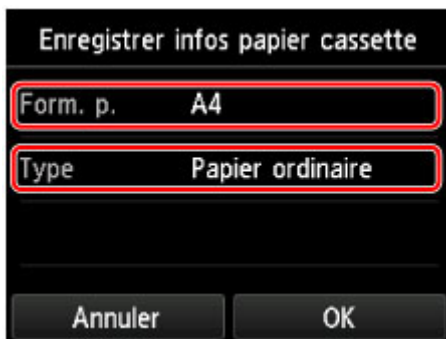 Enregistrer infos papier cassette
Form. p. A4
Type Papier ordinaire
Annuler OK